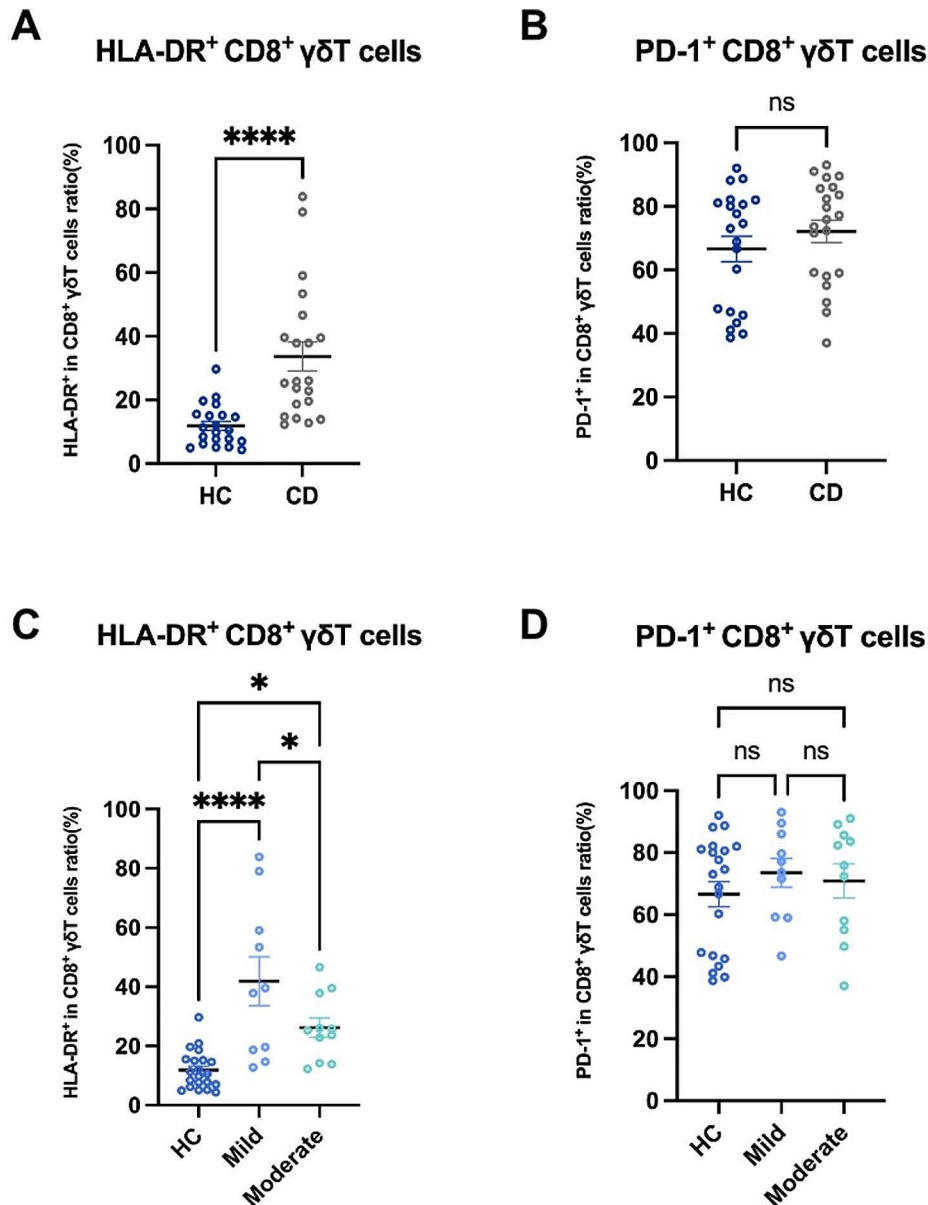 A
HLA-DR⁺ CD8⁺ γδT cells
****
HLA-DR⁺ in CD8⁺ γδT cells ratio(%)
100
80
60
40
20
0
HC
CD
B
PD-1⁺ CD8⁺ γδT cells
ns
PD-1⁺ in CD8⁺ γδT cells ratio(%)
100
80
60
40
20
0
HC
CD
C
HLA-DR⁺ CD8⁺ γδT cells
*
*
****
HLA-DR⁺ in CD8⁺ γδT cells ratio(%)
100
80
60
40
20
0
HC
Mild
Moderate
D
PD-1⁺ CD8⁺ γδT cells
ns
ns
ns
PD-1⁺ in CD8⁺ γδT cells ratio(%)
100
80
60
40
20
0
HC
Mild
Moderate